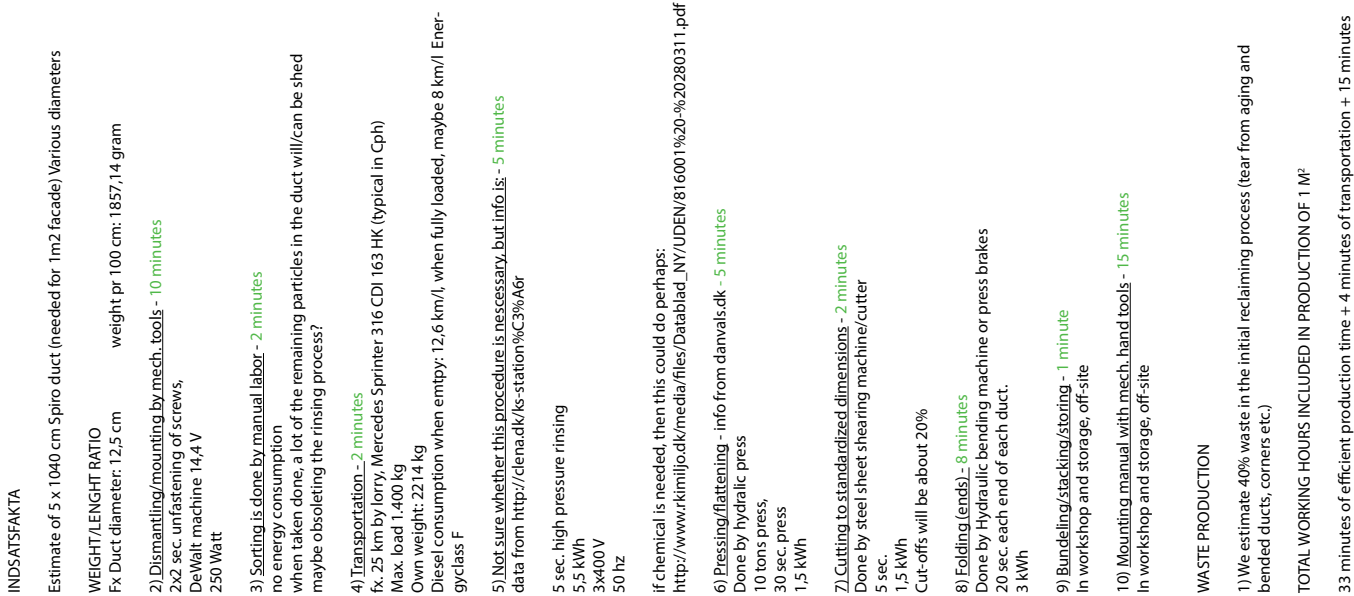 INDSATSFAKTA
Estimate of 5 x 1040 cm Spiro duct (needed for 1m2 facade) Various diameters
WEIGHT/LENGHT RATIO
Fx Duct diameter: 12,5 cm weight pr 100 cm: 1857,14 gram
2) Dismantling/mounting by mech. tools - 10 minutes
2x2 sec. unfastening of screws,
DeWalt machine 14,4 V
250 Watt
3) Sorting is done by manual labor - 2 minutes
no energy consumption
when taken done, a lot of the remaining particles in the duct will/can be shed
maybe obsoleting the rinsing process?
4) Transportation - 2 minutes
fx. 25 km by lorry, Mercedes Sprinter 316 CDI 163 HK (typical in Cph)
Max. load 1.400 kg
Own weight: 2214 kg
Diesel consumption when emtpy: 12,6 km/l, when fully loaded, maybe 8 km/l Ener-
gyclass F
5) Not sure whether this procedure is nescessary, but info is: - 5 minutes
data from http://clena.dk/ks-station%C3%A6r
5 sec. high pressure rinsing
5,5 kWh
3x400 V
50 hz
if chemical is needed, then this could do perhaps:
http://www.kimiljo.dk/media/files/Datablad_NY/UDEN/816001%20-%20280311.pdf
6) Pressing/flattening - info from danvals.dk - 5 minutes
Done by hydralic press
10 tons press,
30 sec. press
1,5 kWh
7) Cutting to standardized dimensions - 2 minutes
Done by steel sheet shearing machine/cutter
5 sec.
1,5 kWh
Cut-offs will be about 20%
8) Folding (ends) - 8 minutes
Done by Hydraulic bending machine or press brakes
20 sec. each end of each duct.
3 kWh
9) Bundeling/stacking/storing - 1 minute
In workshop and storage, off-site
10) Mounting manual with mech. hand tools - 15 minutes
In workshop and storage, off-site
WASTE PRODUCTION
1) We estimate 40% waste in the initial reclaiming process (tear from aging and
bended ducts, corners etc.)
TOTAL WORKING HOURS INCLUDED IN PRODUCTION OF 1 M²
33 minutes of efficient production time + 4 minutes of transportation + 15 minutes